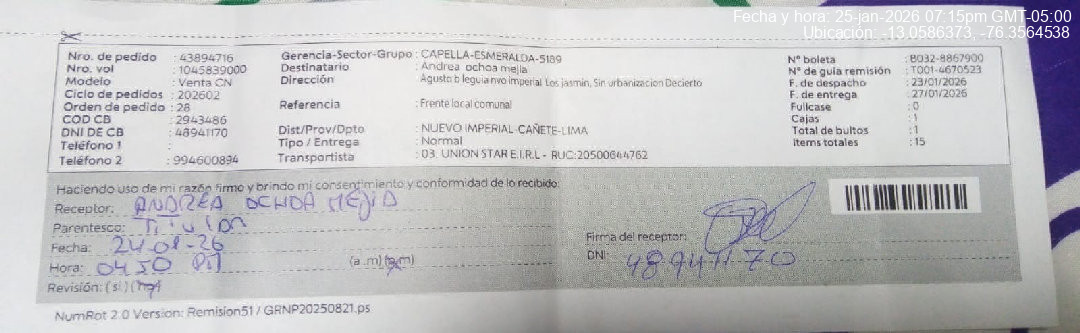 Fecha y hora: 25-jan-2026 07:15pm GMT-05:00
Ubicación: -13.0586373, -76.3564538
Nro. de pedido : 43894716
Nro. vol : 1045839000
Modelo : Venta CN
Ciclo de pedidos : 202602
Orden de pedido : 28
COD CB : 2943486
DNI DE CB : 48941170
Teléfono 1 :
Teléfono 2 : 994600894
Gerencia-Sector-Grupo : CAPELLA-ESMERALDA-5189
Destinatario : Andrea ochoa mejia
Dirección : Agusto b leguia nvo imperial Los jasmin, Sin urbanizacion Decierto
Referencia : Frente local comunal
Dist/Prov/Dpto : NUEVO IMPERIAL-CAÑETE-LIMA
Tipo / Entrega : Normal
Transportista : 03. UNION STAR E.I.R.L - RUC:20500644762
N° boleta : B032-8867900
N° de guia remisión : T001-4670523
F. de despacho : 23/01/2026
F. de entrega : 27/01/2026
Fullcase : 0
Cajas : 1
Total de bultos : 1
Items totales : 15
Haciendo uso de mi razón firmo y brindo mi consentimiento y conformidad de lo recibido:
Receptor: ANDREA OCHOA MEJIA
Parentesco: Titular
Fecha: 24-01-26
Hora: 0450 PM (a.m) (p.m)
Revisión: (si) (no)
Firma del receptor:
DNI: 48941170
NumRot 2.0 Version: Remision51 / GRNP20250821.ps